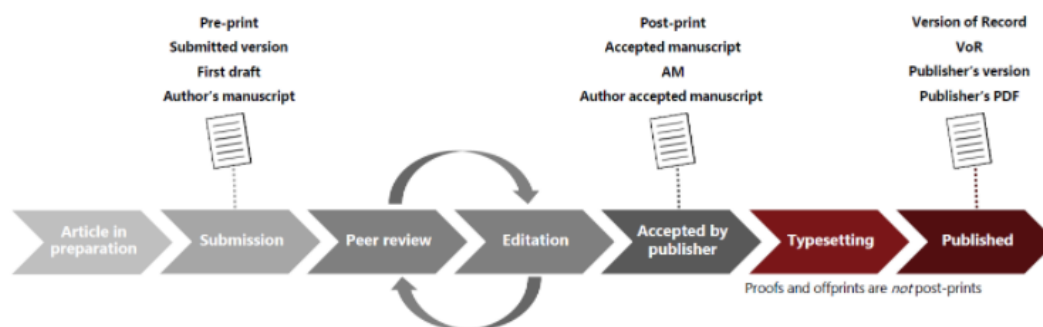 Pre-print
Submitted version
First draft
Author's manuscript
Post-print
Accepted manuscript
AM
Author accepted manuscript
Version of Record
VoR
Publisher's version
Publisher's PDF
Article in
preparation
Submission
Peer review
Editation
Accepted by
publisher
Typesetting
Published
Proofs and offprints are not post-prints